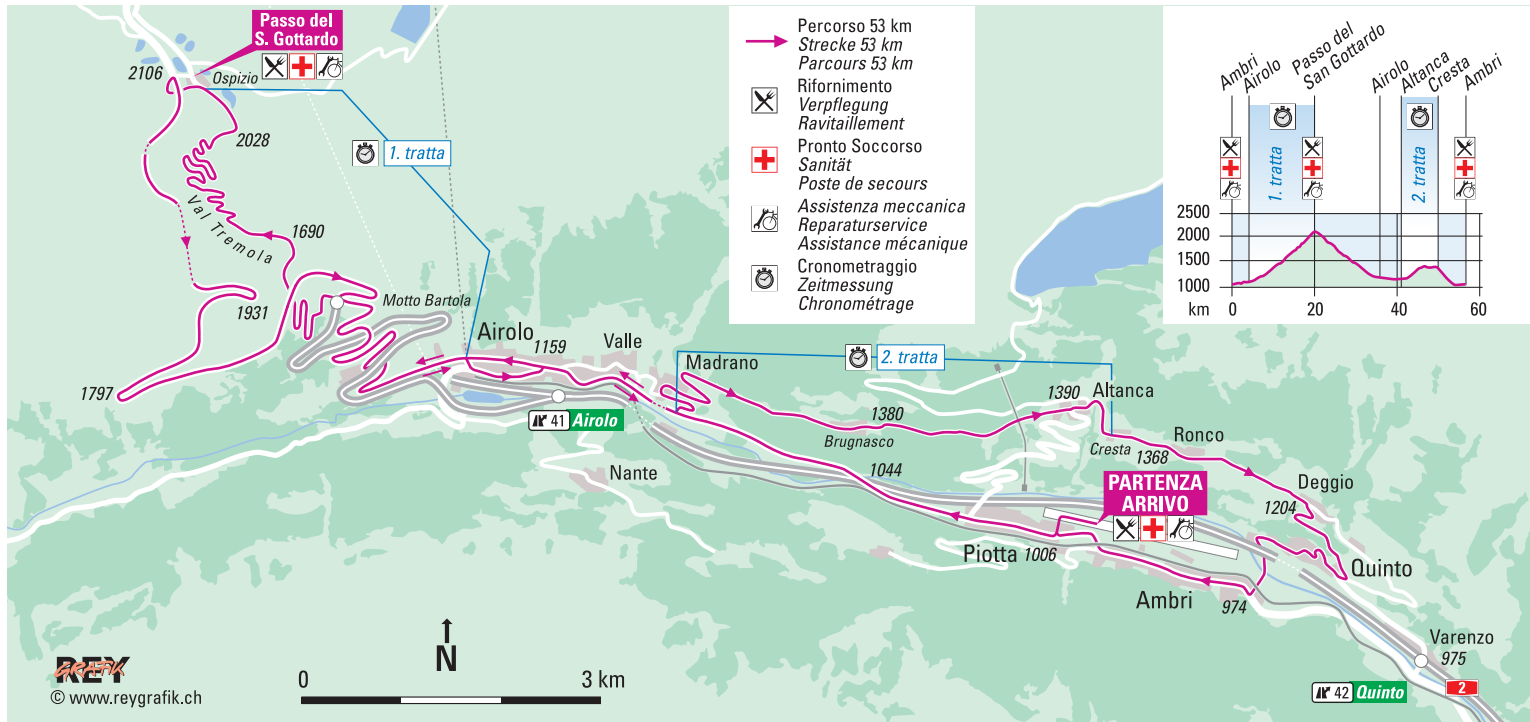 Passo del
S. Gottardo
2106
Ospizio
2028
1. tratta
Val Tremola
1690
1931
Motto Bartola
1797
Airolo
1159
Valle
41 Airolo
Nante
Madrano
2. tratta
1380
Brugnasco
1390
Altanca
Cresta
1368
Ronco
Deggio
1204
Quinto
1044
PARTENZA
ARRIVO
Piotta
1006
Ambri
974
Varenzo
975
42 Quinto
2
Percorso 53 km
Strecke 53 km
Parcours 53 km
Rifornimento
Verpflegung
Ravitaillement
Pronto Soccorso
Sanität
Poste de secours
Assistenza meccanica
Reparaturservice
Assistance mécanique
Cronometraggio
Zeitmessung
Chronométrage
Ambri
Airolo
Passo del
San Gottardo
Airolo
Altanca
Cresta
Ambri
1. tratta
2. tratta
2500
2000
1500
1000
km
0
20
40
60
REY
GRAFIK
© www.reygrafik.ch
N
0
3 km